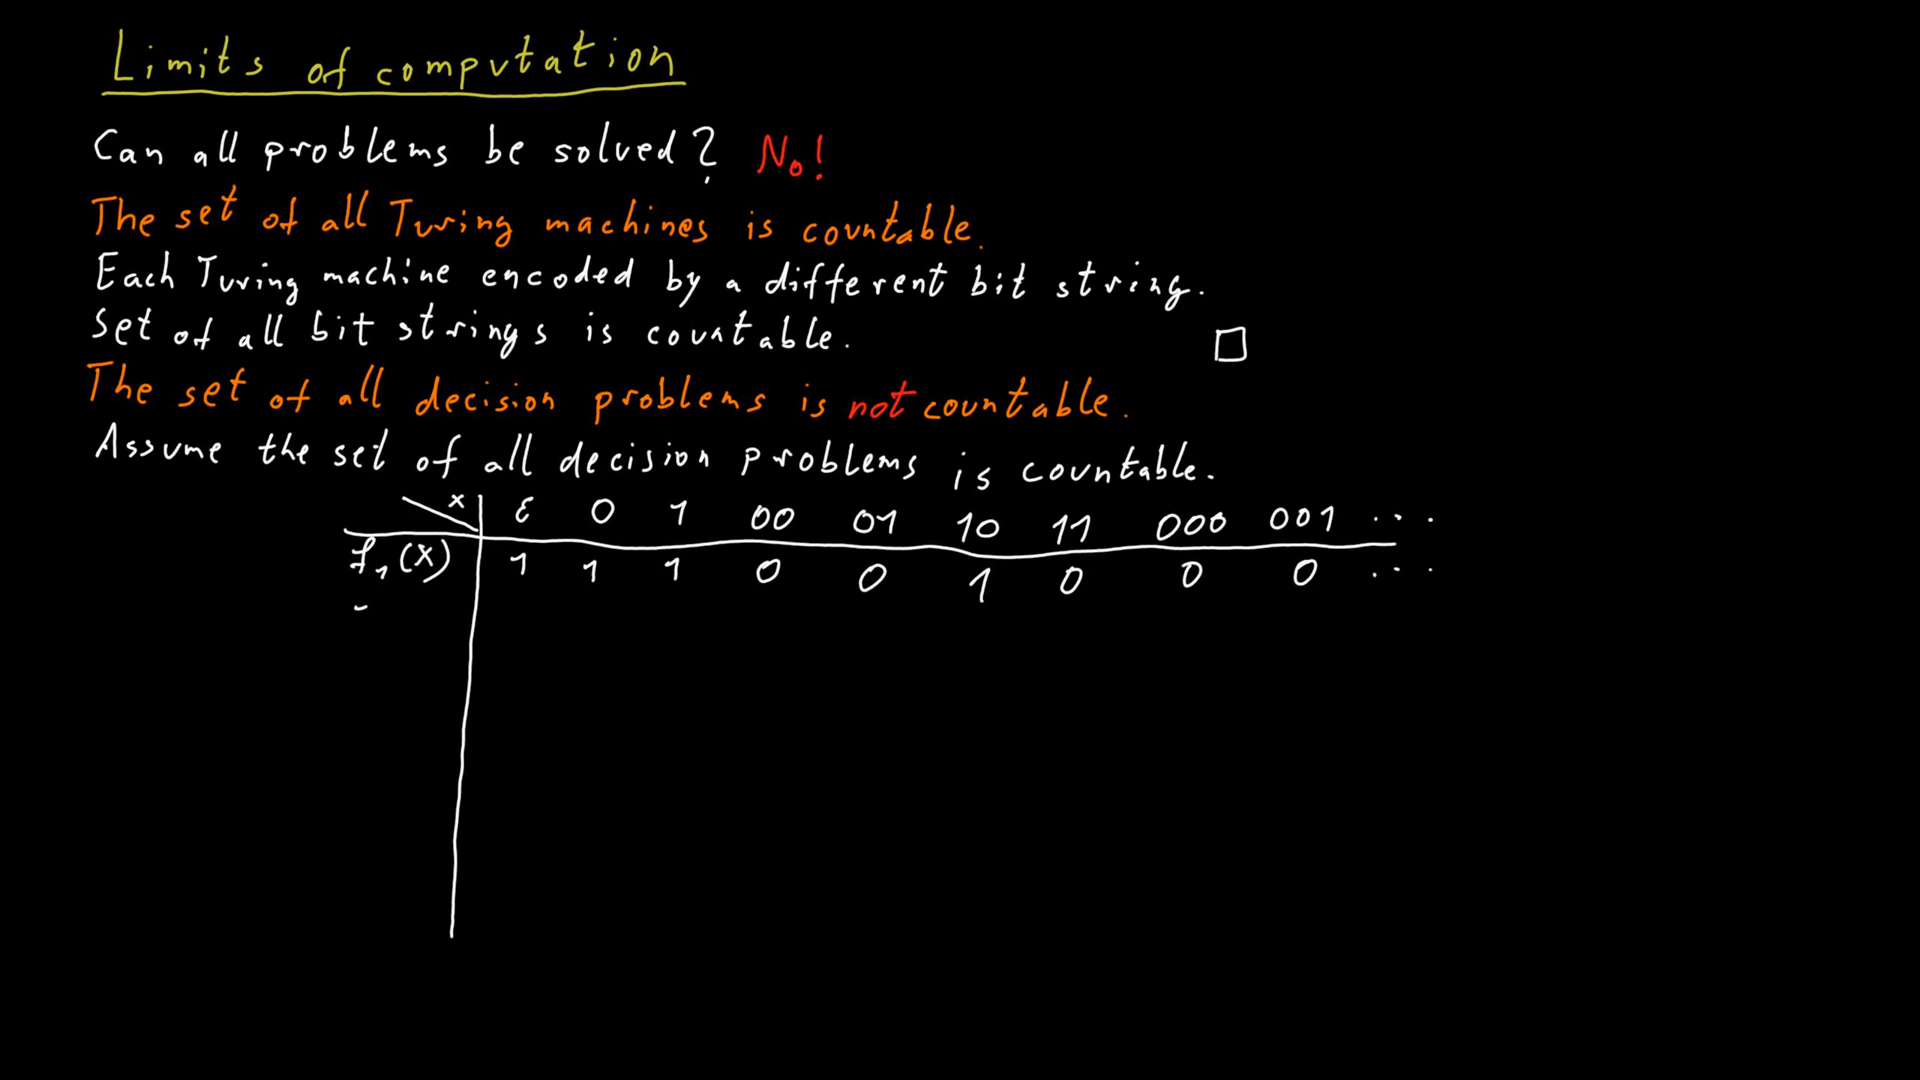 Limits of computation
Can all problems be solved? No!
The set of all Turing machines is countable.
Each Turing machine encoded by a different bit string.
Set of all bit strings is countable. □
The set of all decision problems is not countable.
Assume the set of all decision problems is countable.
x ε 0 1 00 01 10 11 000 001 ...
f₁(x) 1 1 1 0 0 1 0 0 0 ...